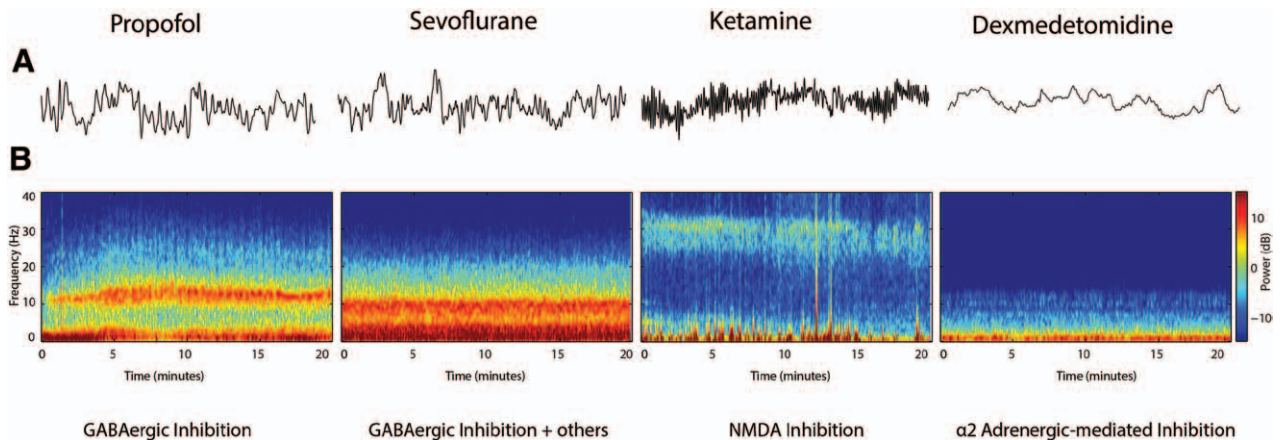 Propofol Sevoflurane Ketamine Dexmedetomidine
A
B
40 30 20 10 0
Frequency (Hz)
0 5 10 15 20 0 5 10 15 20 5 10 15 20 0 5 10 15 20
Time (minutes) Time (minutes) Time (minutes) Time (minutes)
10 0 −10
Power (dB)
GABAergic Inhibition GABAergic Inhibition + others NMDA Inhibition α2 Adrenergic-mediated Inhibition